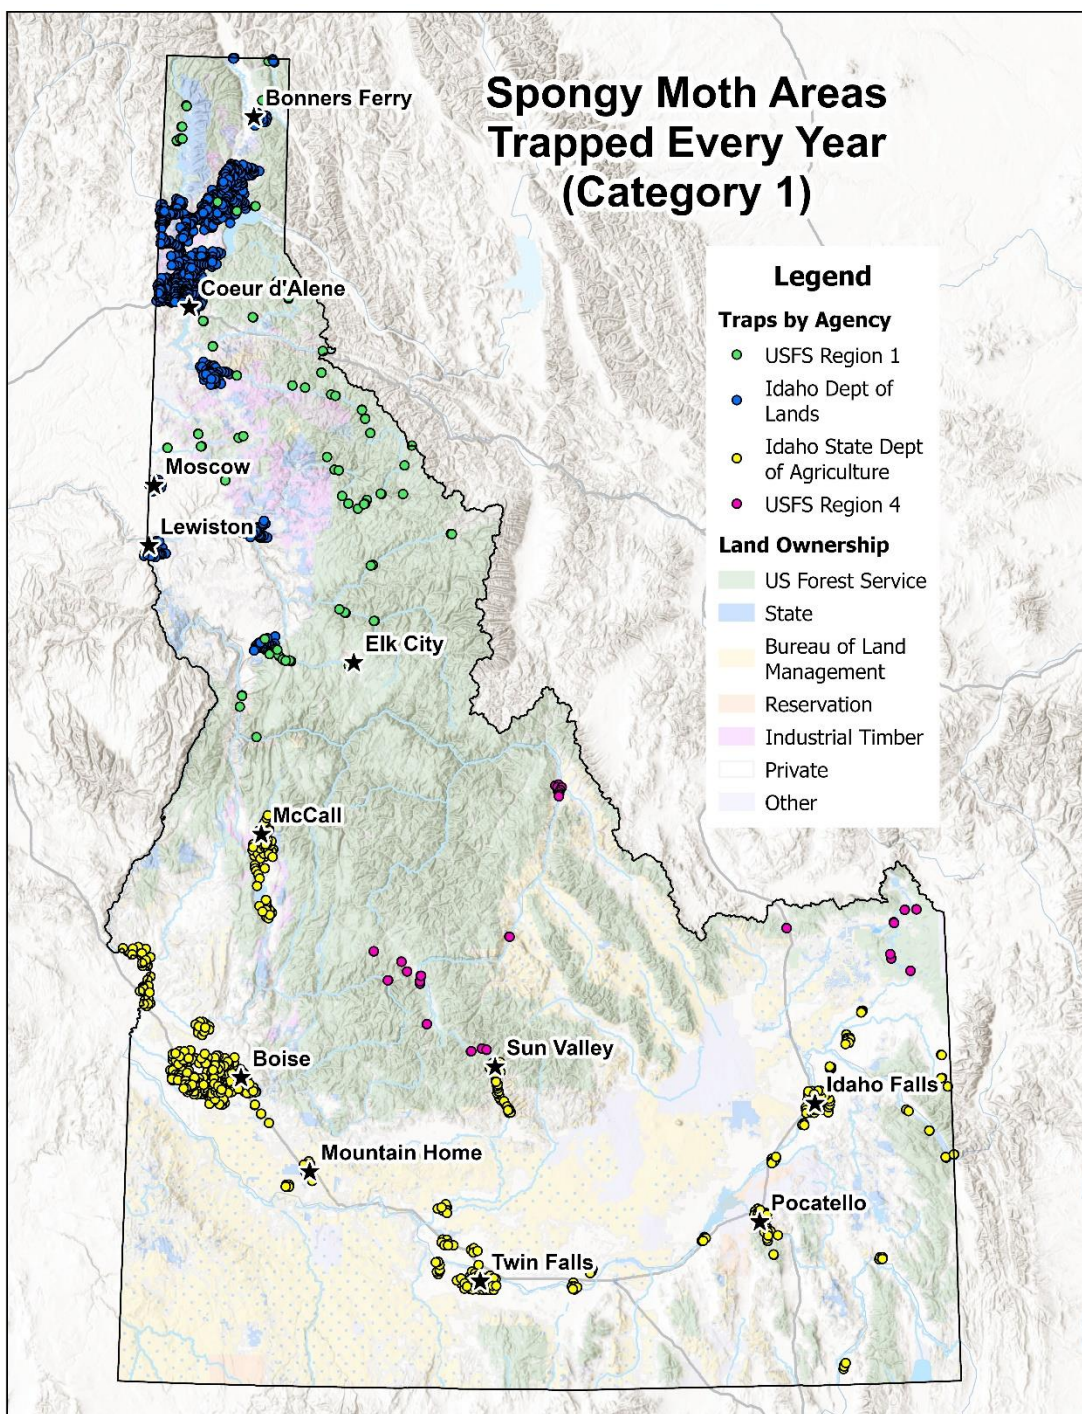 Spongy Moth Areas
Trapped Every Year
(Category 1)
Bonners Ferry
Coeur d'Alene
Moscow
Lewiston
Elk City
McCall
Boise
Sun Valley
Idaho Falls
Mountain Home
Pocatello
Twin Falls
Legend
Traps by Agency
USFS Region 1
Idaho Dept of
Lands
Idaho State Dept
of Agriculture
USFS Region 4
Land Ownership
US Forest Service
State
Bureau of Land
Management
Reservation
Industrial Timber
Private
Other